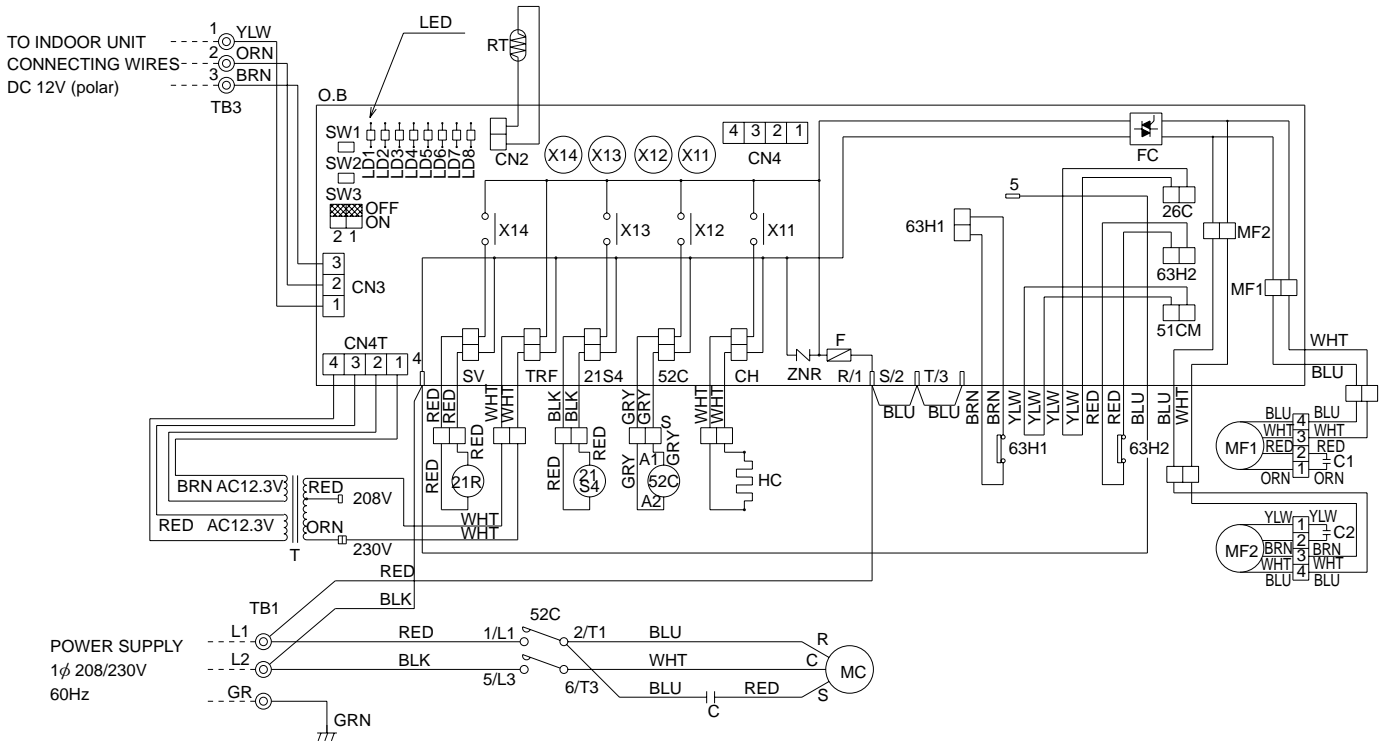 TO INDOOR UNIT
CONNECTING WIRES
DC 12V (polar)
1 YLW
2 ORN
3 BRN
TB3
LED
RT
O.B
SW1
SW2
SW3
OFF
ON
2 1
LD1
LD2
LD3
LD4
LD5
LD6
LD7
LD8
CN2
X14
X13
X12
X11
4 3 2 1
CN4
FC
5
26C
63H1
63H2
51CM
MF2
MF1
X14
X13
X12
X11
3
2
1
CN3
CN4T
4 3 2 1
4
SV
TRF
21S4
52C
CH
ZNR
F
R/1
S/2
T/3
BLU
BLU
WHT
BLU
RED
RED
WHT
WHT
BLK
BLK
GRY
GRY
WHT
WHT
BRN
BRN
YLW
YLW
YLW
YLW
RED
RED
BLU
BLU
WHT
RED
RED
21R
RED
RED
21
S4
S
GRY
A1
GRY
52C
A2
HC
63H1
63H2
MF1
BLU 4 BLU
WHT 3 WHT
RED 2 RED
ORN 1 ORN
C1
MF2
YLW 1 YLW
2
BRN 3 BRN
WHT 4 WHT
BLU BLU
C2
BRN AC12.3V
RED AC12.3V
T
RED
208V
ORN
230V
WHT
WHT
RED
BLK
TB1
L1
L2
GR
GRN
POWER SUPPLY
1ϕ 208/230V
60Hz
RED
BLK
1/L1
5/L3
52C
2/T1
6/T3
BLU
WHT
BLU
C
RED
R
C
S
MC